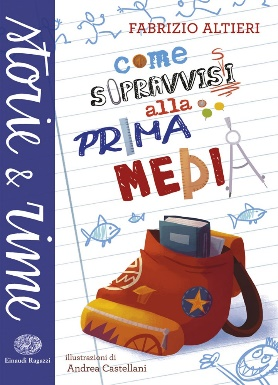 storie & rime
FABRIZIO ALTIERI
come
SOPRAVVISSI
alla
PRIMA
MEDIA
illustrazioni di
Andrea Castellani
Einaudi Ragazzi